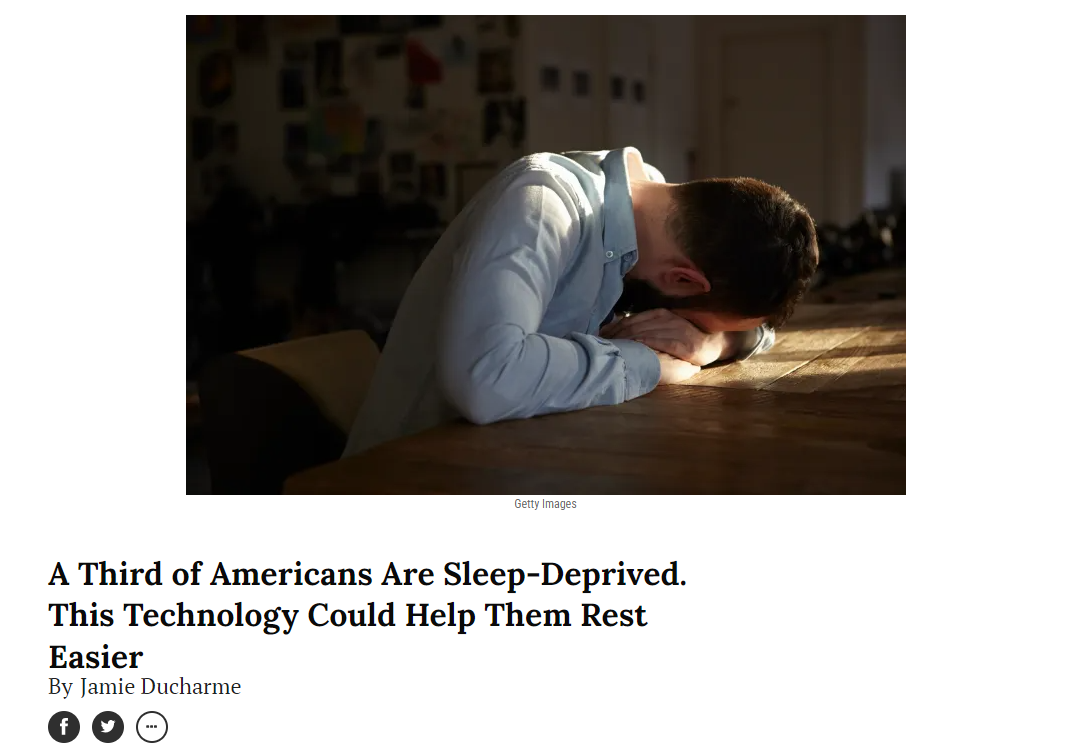 Getty Images
A Third of Americans Are Sleep-Deprived.
This Technology Could Help Them Rest
Easier
By Jamie Ducharme